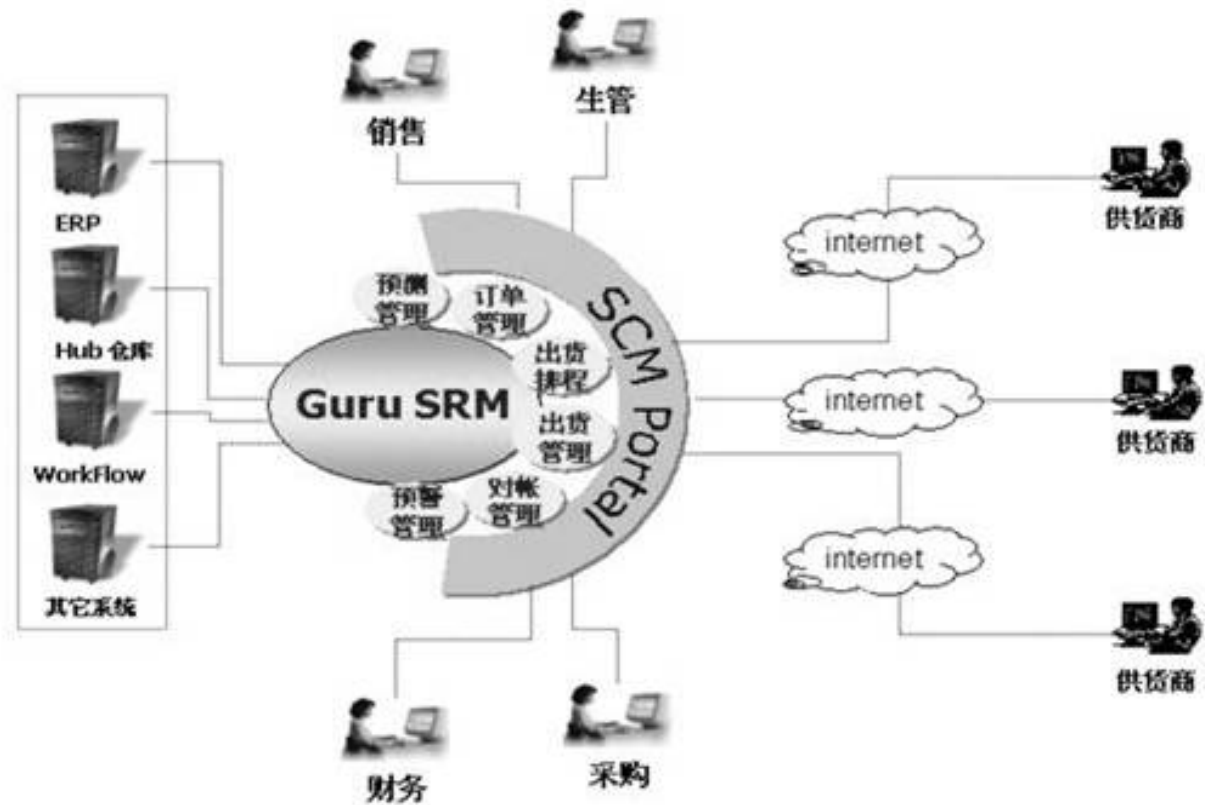 生管
销售
ERP
Hub 仓库
WorkFlow
其它系统
预测
管理
订单
管理
出货
排程
Guru SRM
出货
管理
对帐
管理
预警
管理
SCM Portal
internet
供货商
internet
供货商
internet
供货商
财务
采购